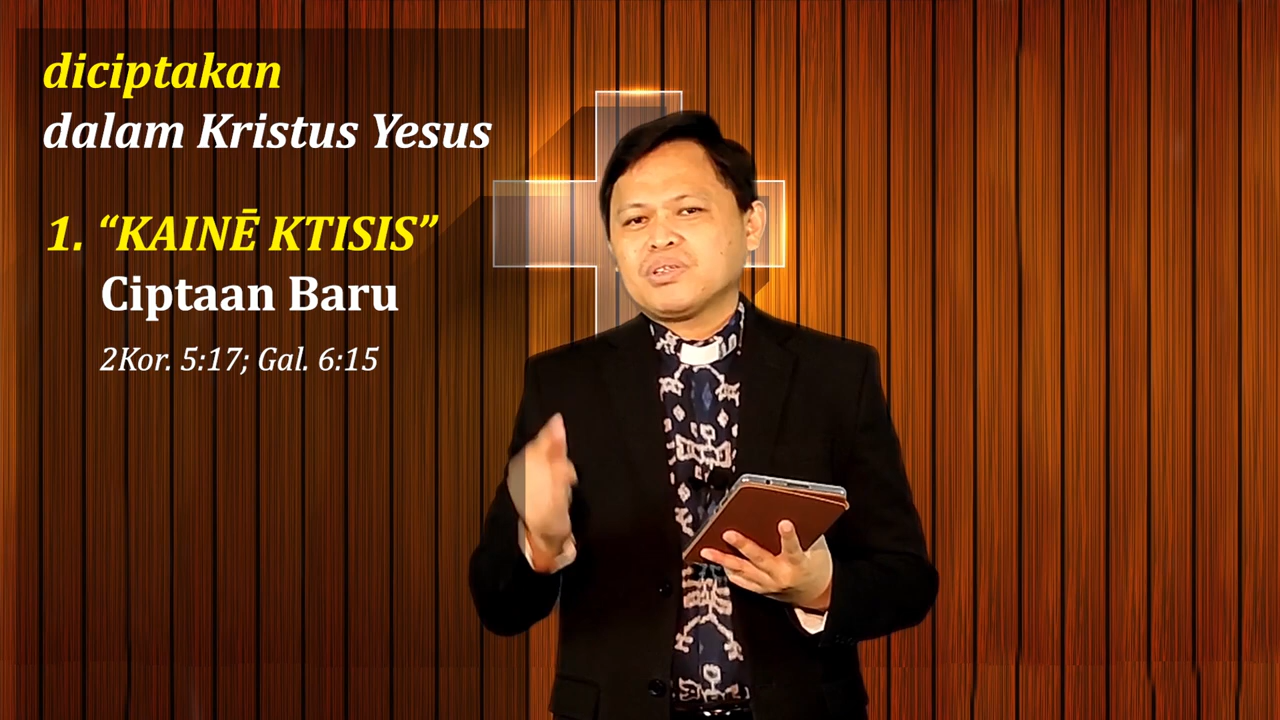 diciptakan
dalam Kristus Yesus
1. “KAINĒ KTISIS”
Ciptaan Baru
2Kor. 5:17; Gal. 6:15